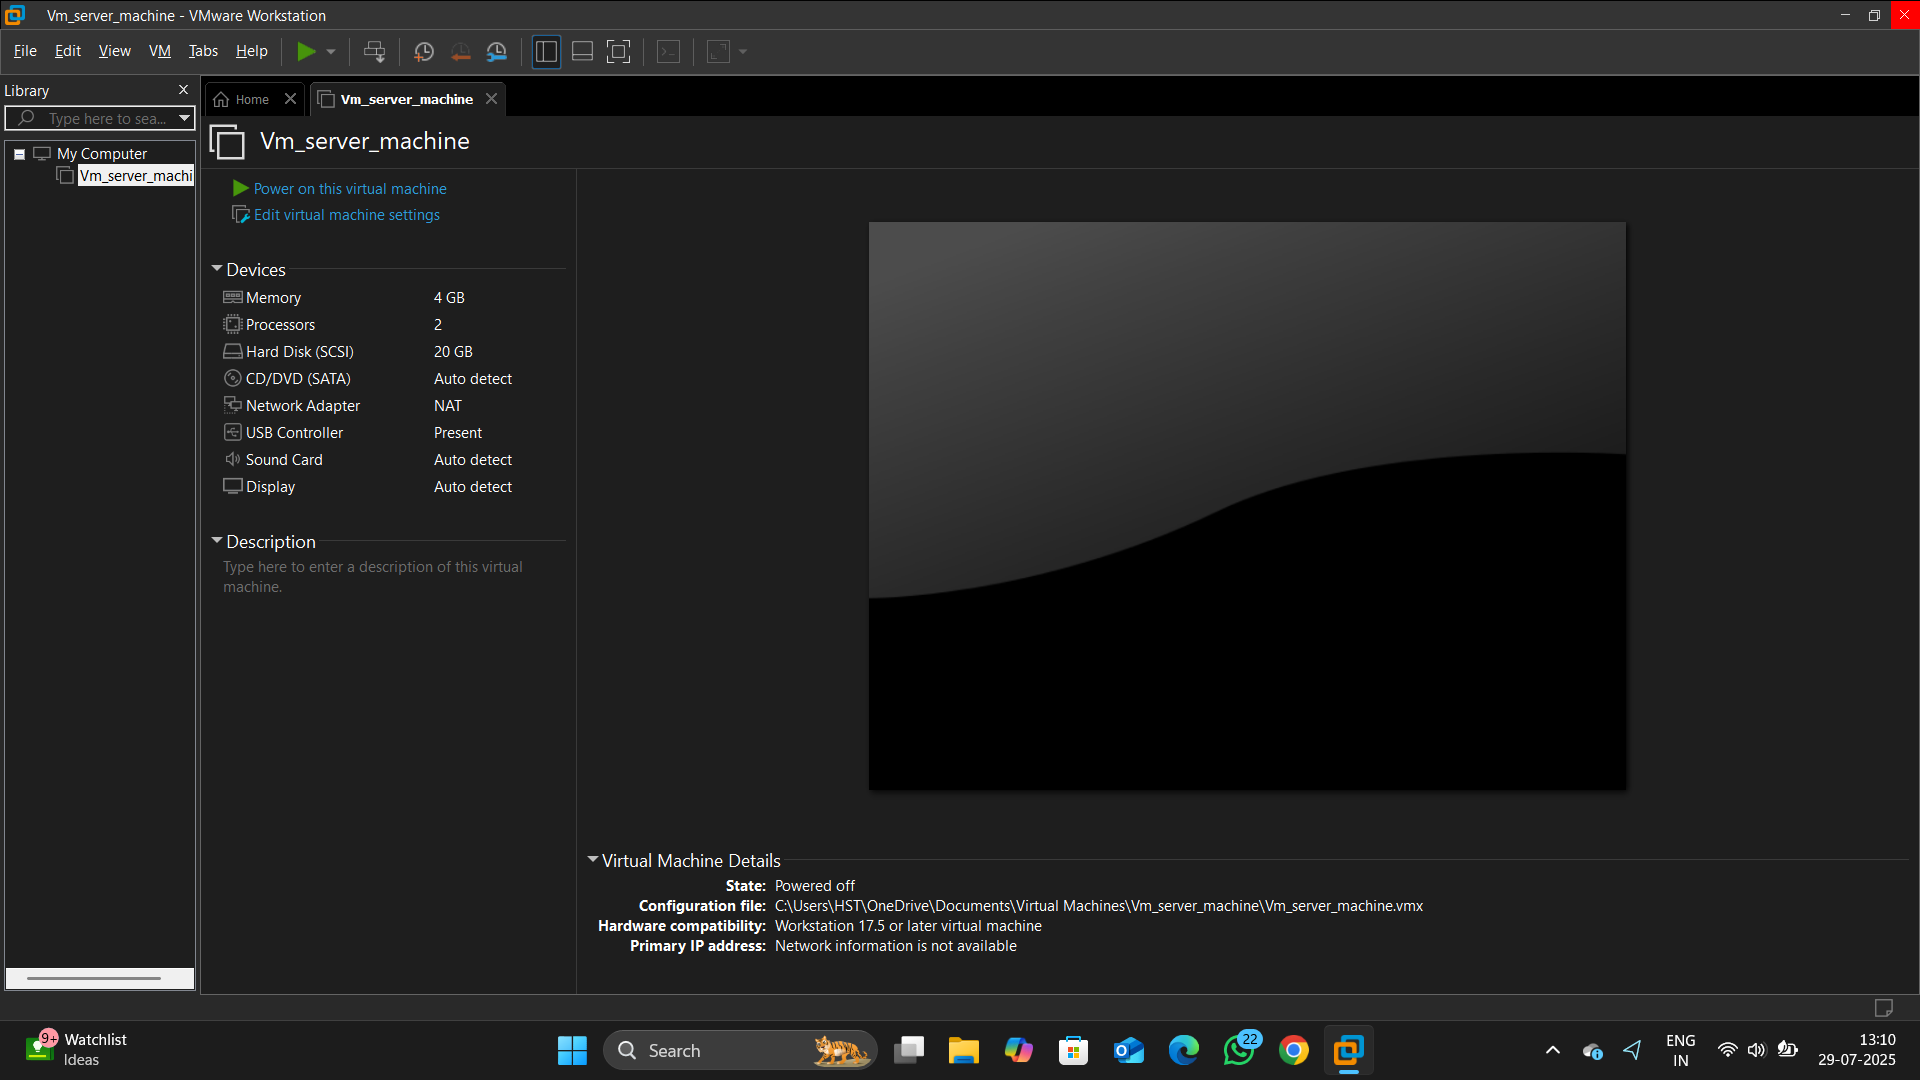 Vm_server_machine - VMware Workstation
File Edit View VM Tabs Help
Library
Type here to sea...
My Computer
Vm_server_machi
Home
Vm_server_machine
Vm_server_machine
Power on this virtual machine
Edit virtual machine settings
Devices
Memory 4 GB
Processors 2
Hard Disk (SCSI) 20 GB
CD/DVD (SATA) Auto detect
Network Adapter NAT
USB Controller Present
Sound Card Auto detect
Display Auto detect
Description
Type here to enter a description of this virtual
machine.
Virtual Machine Details
State: Powered off
Configuration file: C:\Users\HST\OneDrive\Documents\Virtual Machines\Vm_server_machine\Vm_server_machine.vmx
Hardware compatibility: Workstation 17.5 or later virtual machine
Primary IP address: Network information is not available
9+
Watchlist
Ideas
Search
22
ENG
IN
13:10
29-07-2025